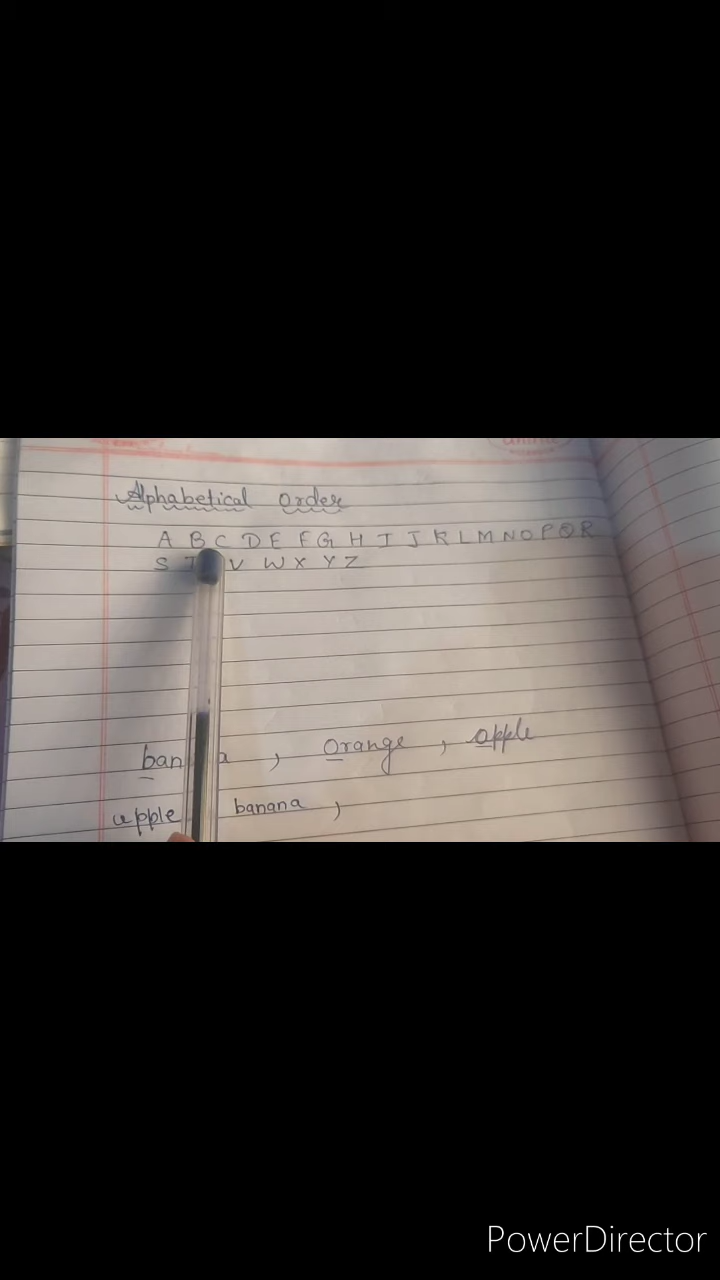 Alphabetical order
A B C D E F G H I J K L M N O P Q R
S T V W X Y Z
, orange , apple
apple banana ,
PowerDirector